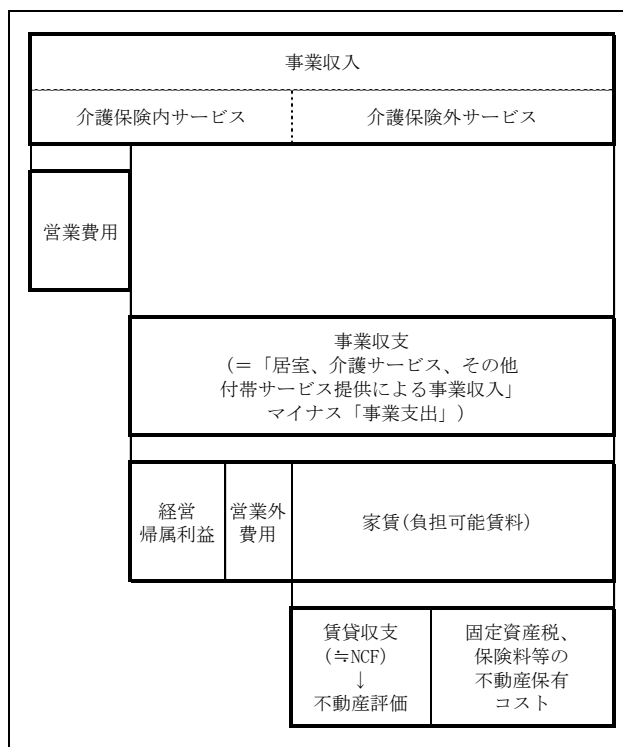 事業収入
介護保険内サービス
介護保険外サービス
営業費用
事業収支
(＝「居室、介護サービス、その他
付帯サービス提供による事業収入」
マイナス「事業支出」)
経営
帰属利益
営業外
費用
家賃(負担可能賃料)
賃貸収支
(≒NCF)
↓
不動産評価
固定資産税、
保険料等の
不動産保有
コスト